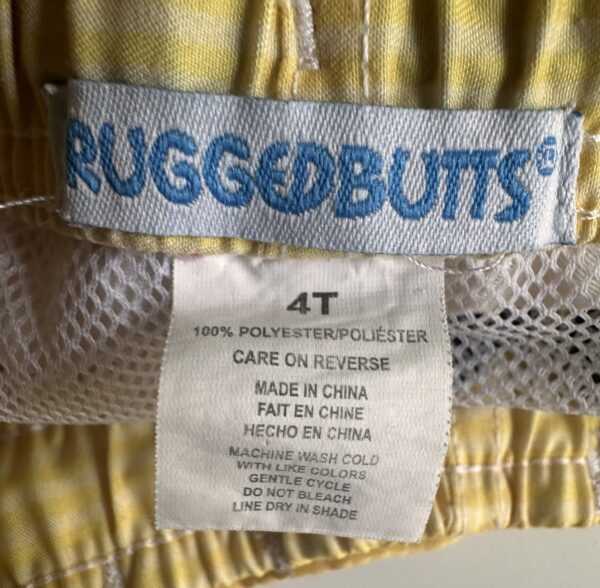 RUGGEDBUTTS®
4T
100% POLYESTER/POLIÉSTER
CARE ON REVERSE
MADE IN CHINA
FAIT EN CHINE
HECHO EN CHINA
MACHINE WASH COLD
WITH LIKE COLORS
GENTLE CYCLE
DO NOT BLEACH
LINE DRY IN SHADE